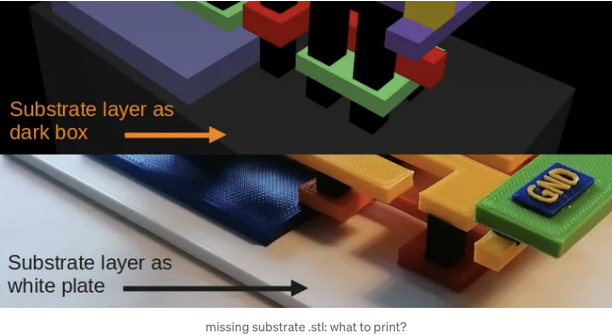 Substrate layer as
dark box
GND
Substrate layer as
white plate
missing substrate .stl: what to print?